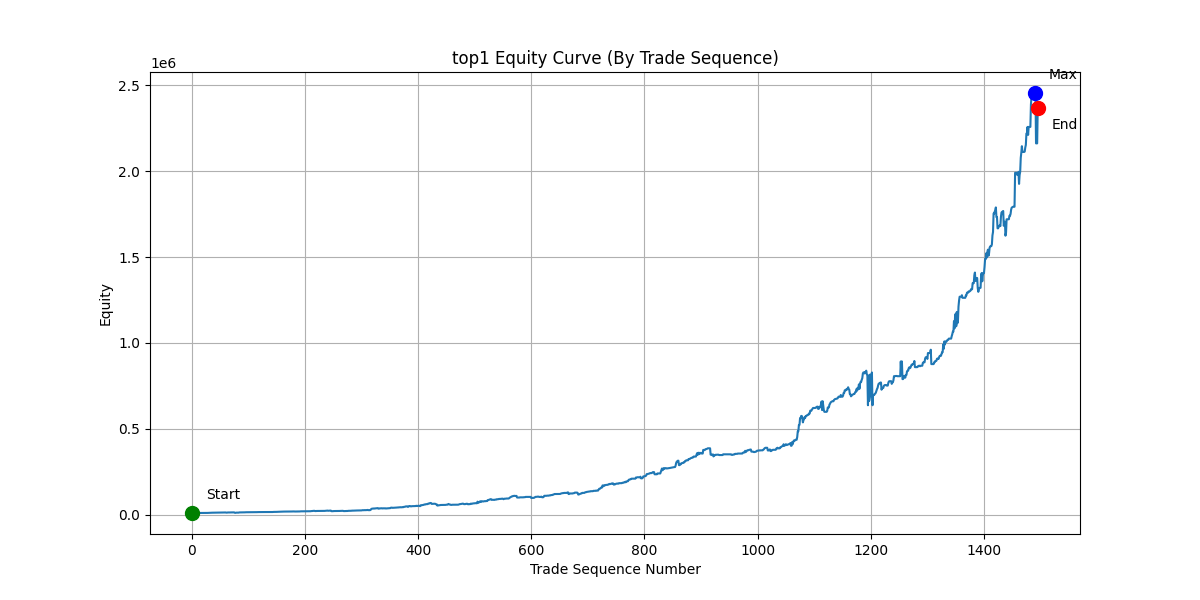 top1 Equity Curve (By Trade Sequence)
1e6
Max
2.5
End
2.0
1.5
Equity
1.0
0.5
Start
0.0
0 200 400 600 800 1000 1200 1400
Trade Sequence Number